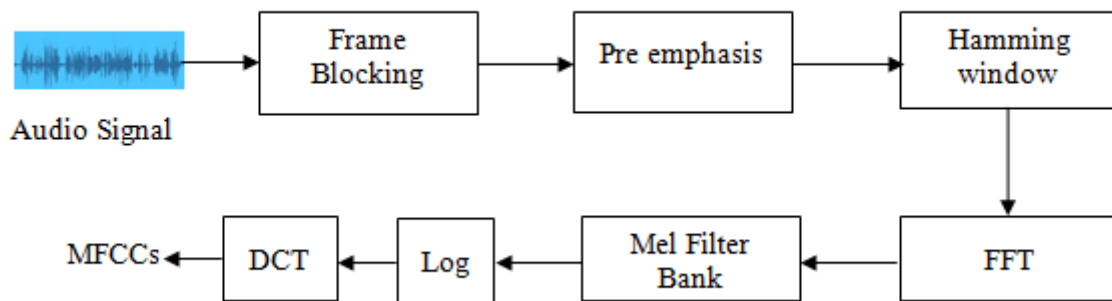 Audio Signal
Frame
Blocking
Pre emphasis
Hamming
window
FFT
Mel Filter
Bank
Log
DCT
MFCCs